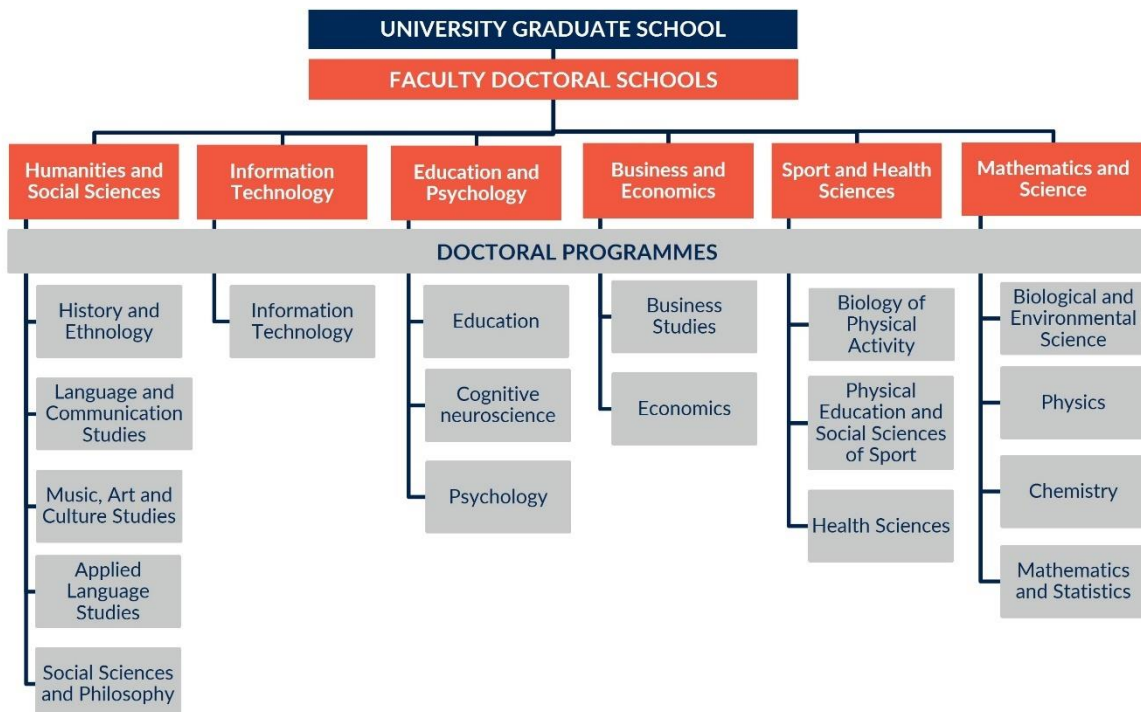 UNIVERSITY GRADUATE SCHOOL
FACULTY DOCTORAL SCHOOLS
Humanities and
Social Sciences
Information
Technology
Education and
Psychology
Business and
Economics
Sport and Health
Sciences
Mathematics and
Science
DOCTORAL PROGRAMMES
History and
Ethnology
Language and
Communication
Studies
Music, Art and
Culture Studies
Applied
Language
Studies
Social Sciences
and Philosophy
Information
Technology
Education
Cognitive
neuroscience
Psychology
Business
Studies
Economics
Biology of
Physical
Activity
Physical
Education and
Social Sciences
of Sport
Health Sciences
Biological and
Environmental
Science
Physics
Chemistry
Mathematics
and Statistics